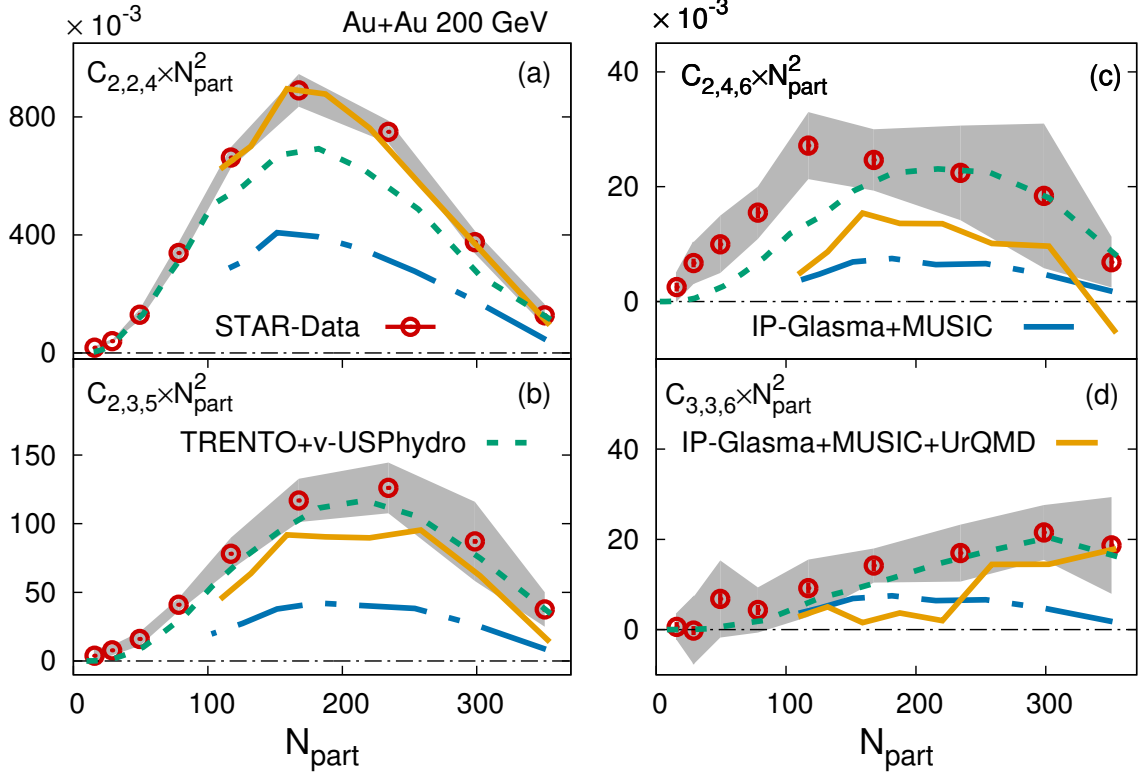 × 10⁻³
Au+Au 200 GeV
× 10⁻³
C₂,₂,₄×N²part
(a)
C₂,₄,₆×N²part
(c)
800
400
0
40
20
0
STAR-Data
IP-Glasma+MUSIC
C₂,₃,₅×N²part
(b)
C₃,₃,₆×N²part
(d)
TRENTO+v-USPhydro
IP-Glasma+MUSIC+UrQMD
150
100
50
0
40
20
0
0 100 200 300
0 100 200 300
Npart
Npart